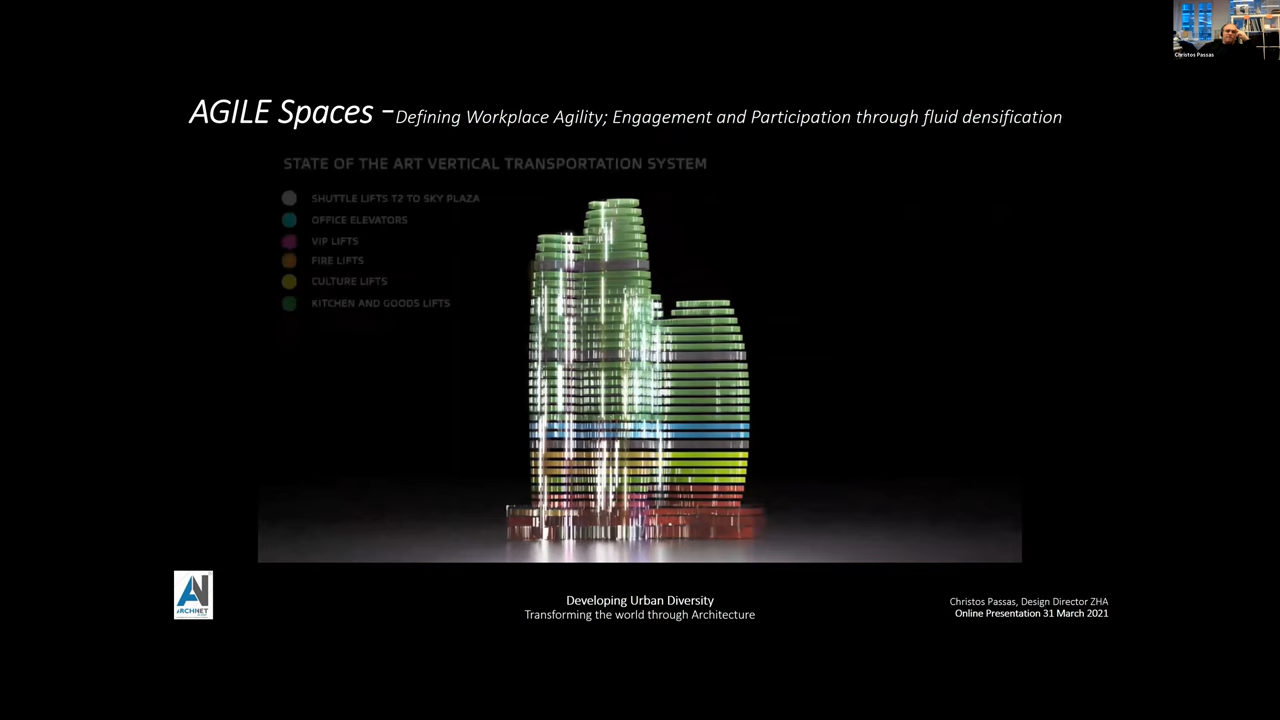 Christos Passas
AGILE Spaces – Defining Workplace Agility; Engagement and Participation through fluid densification
STATE OF THE ART VERTICAL TRANSPORTATION SYSTEM
SHUTTLE LIFTS T2 TO SKY PLAZA
OFFICE ELEVATORS
VIP LIFTS
FIRE LIFTS
CULTURE LIFTS
KITCHEN AND GOODS LIFTS
AN
ARCHNET
Developing Urban Diversity
Transforming the world through Architecture
Christos Passas, Design Director ZHA
Online Presentation 31 March 2021